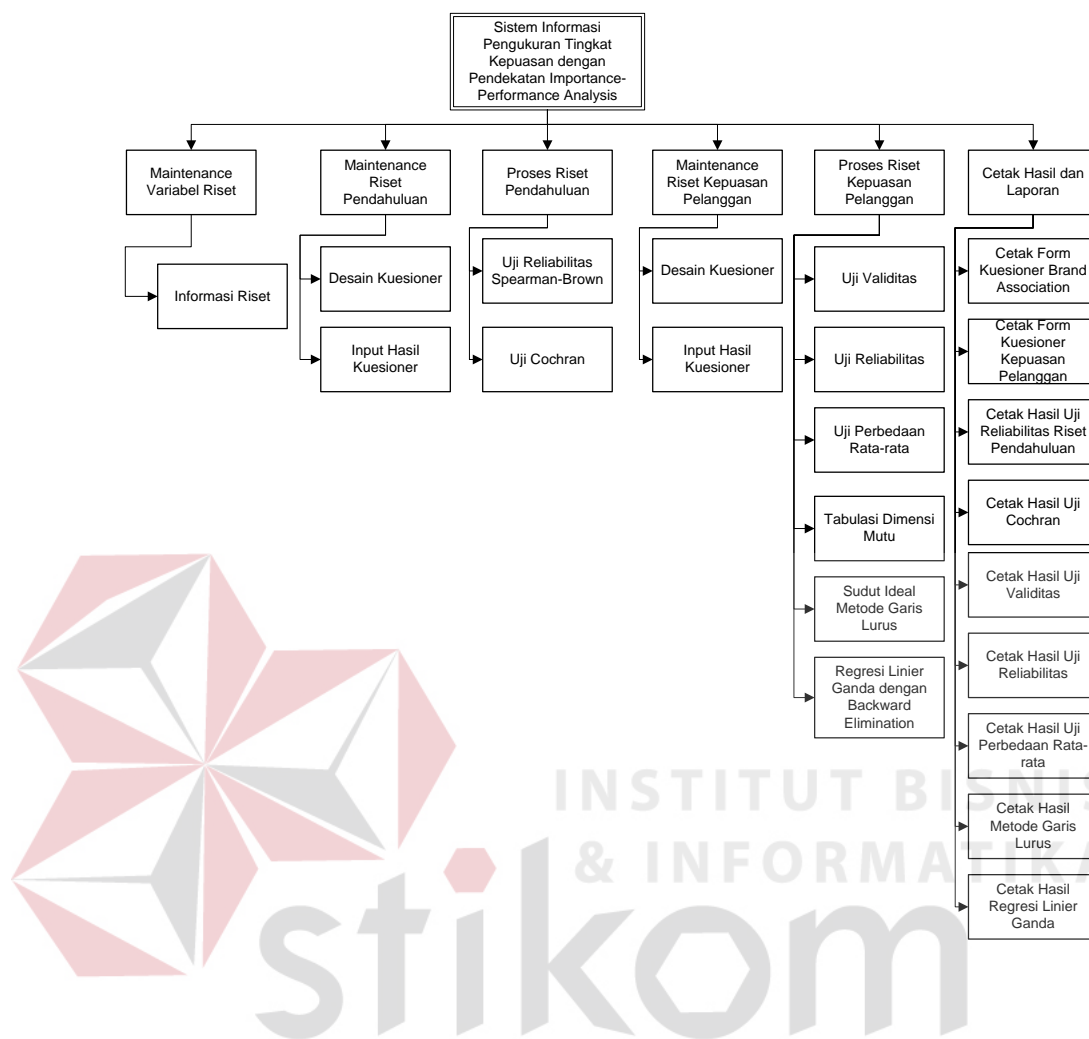 Sistem Informasi
Pengukuran Tingkat
Kepuasan dengan
Pendekatan Importance-
Performance Analysis
Maintenance
Variabel Riset
Maintenance
Riset
Pendahuluan
Proses Riset
Pendahuluan
Maintenance
Riset Kepuasan
Pelanggan
Proses Riset
Kepuasan
Pelanggan
Cetak Hasil dan
Laporan
Informasi Riset
Desain Kuesioner
Input Hasil
Kuesioner
Uji Reliabilitas
Spearman-Brown
Uji Cochran
Desain Kuesioner
Input Hasil
Kuesioner
Uji Validitas
Uji Reliabilitas
Uji Perbedaan
Rata-rata
Tabulasi Dimensi
Mutu
Sudut Ideal
Metode Garis
Lurus
Regresi Linier
Ganda dengan
Backward
Elimination
Cetak Form
Kuesioner Brand
Association
Cetak Form
Kuesioner
Kepuasan
Pelanggan
Cetak Hasil Uji
Reliabilitas Riset
Pendahuluan
Cetak Hasil Uji
Cochran
Cetak Hasil Uji
Validitas
Cetak Hasil Uji
Reliabilitas
Cetak Hasil Uji
Perbedaan Rata-
rata
Cetak Hasil
Metode Garis
Lurus
Cetak Hasil
Regresi Linier
Ganda
INSTITUT BISNIS
& INFORMATIKA
stikom